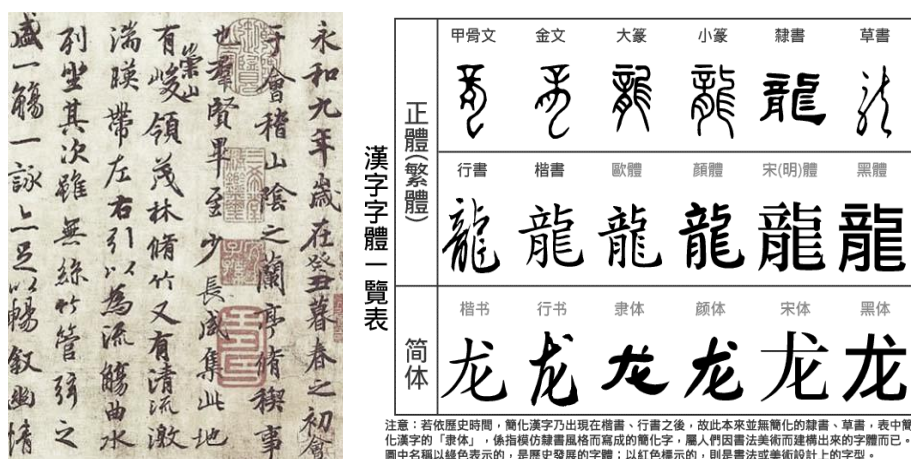 永和九年歲在癸丑暮春之初會
于會稽山陰之蘭亭脩稧事
也羣賢畢至少長咸集此地
有崇山峻領茂林脩竹又有清流激
湍暎帶左右引以為流觴曲水
列坐其次雖無絲竹管弦之
盛一觴一詠亦足以暢叙幽情
漢字字體一覽表
正體(繁體)
甲骨文 金文 大篆 小篆 隸書 草書
龍 龍 龍 龍 龍 龍
行書 楷書 歐體 顏體 宋(明)體 黑體
龍 龍 龍 龍 龍 龍
简体
楷书 行书 隶体 颜体 宋体 黑体
龙 龙 龙 龙 龙 龙
注意：若依歷史時間，簡化漢字乃出現在楷書、行書之後，故此本來並無簡化的隸書、草書，表中簡
化漢字的「隶体」，係指模仿隸書風格而寫成的簡化字，屬人們因書法美術而建構出來的字體而已。
圖中名稱以綠色表示的，是歷史發展的字體；以紅色標示的，則是書法或美術設計上的字型。